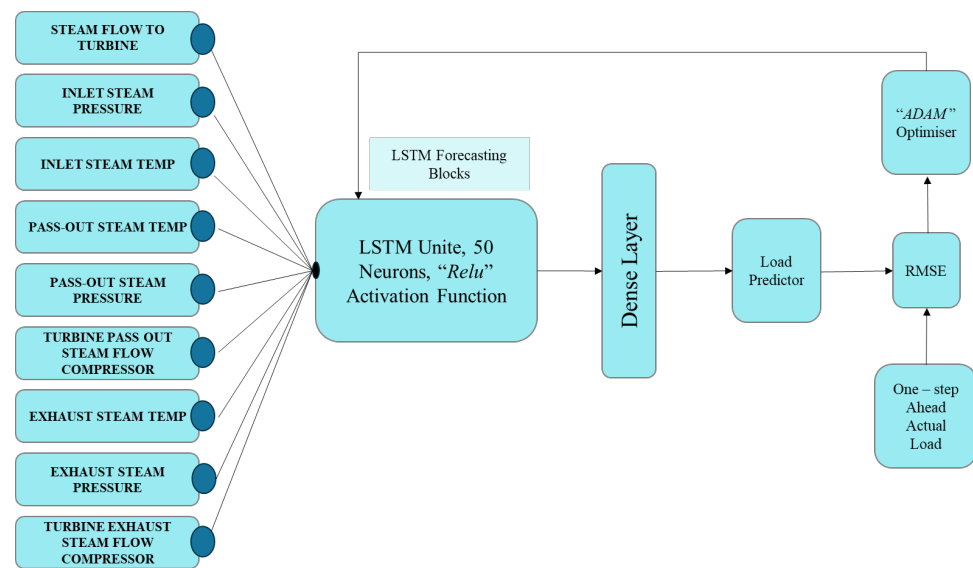 STEAM FLOW TO
TURBINE
INLET STEAM
PRESSURE
INLET STEAM TEMP
PASS-OUT STEAM TEMP
PASS-OUT STEAM
PRESSURE
TURBINE PASS OUT
STEAM FLOW
COMPRESSOR
EXHAUST STEAM TEMP
EXHAUST STEAM
PRESSURE
TURBINE EXHAUST
STEAM FLOW
COMPRESSOR
LSTM Forecasting
Blocks
LSTM Unite, 50
Neurons, “Relu”
Activation Function
Dense Layer
Load
Predictor
“ADAM”
Optimiser
RMSE
One – step
Ahead
Actual
Load